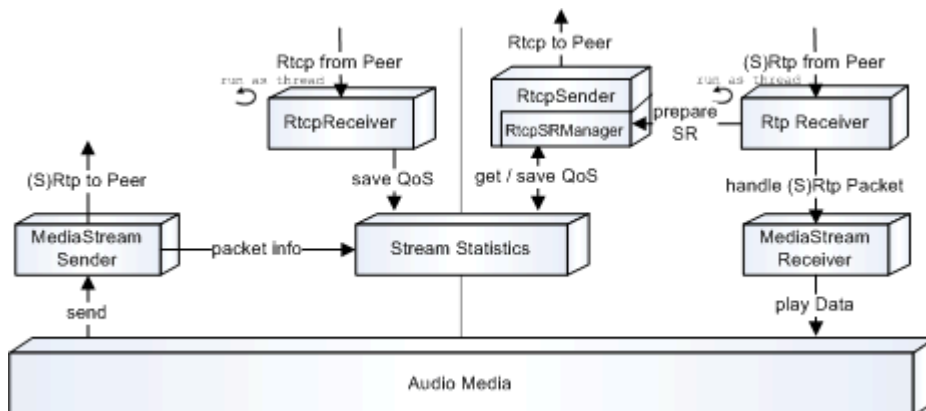 Rtcp from Peer
run as thread
RtcpReceiver
Rtcp to Peer
RtcpSender
RtcpSRManager
prepare
SR
(S)Rtp from Peer
run as thread
Rtp Receiver
(S)Rtp to Peer
save QoS
get / save QoS
handle (S)Rtp Packet
MediaStream
Sender
packet info
Stream Statistics
MediaStream
Receiver
send
play Data
Audio Media